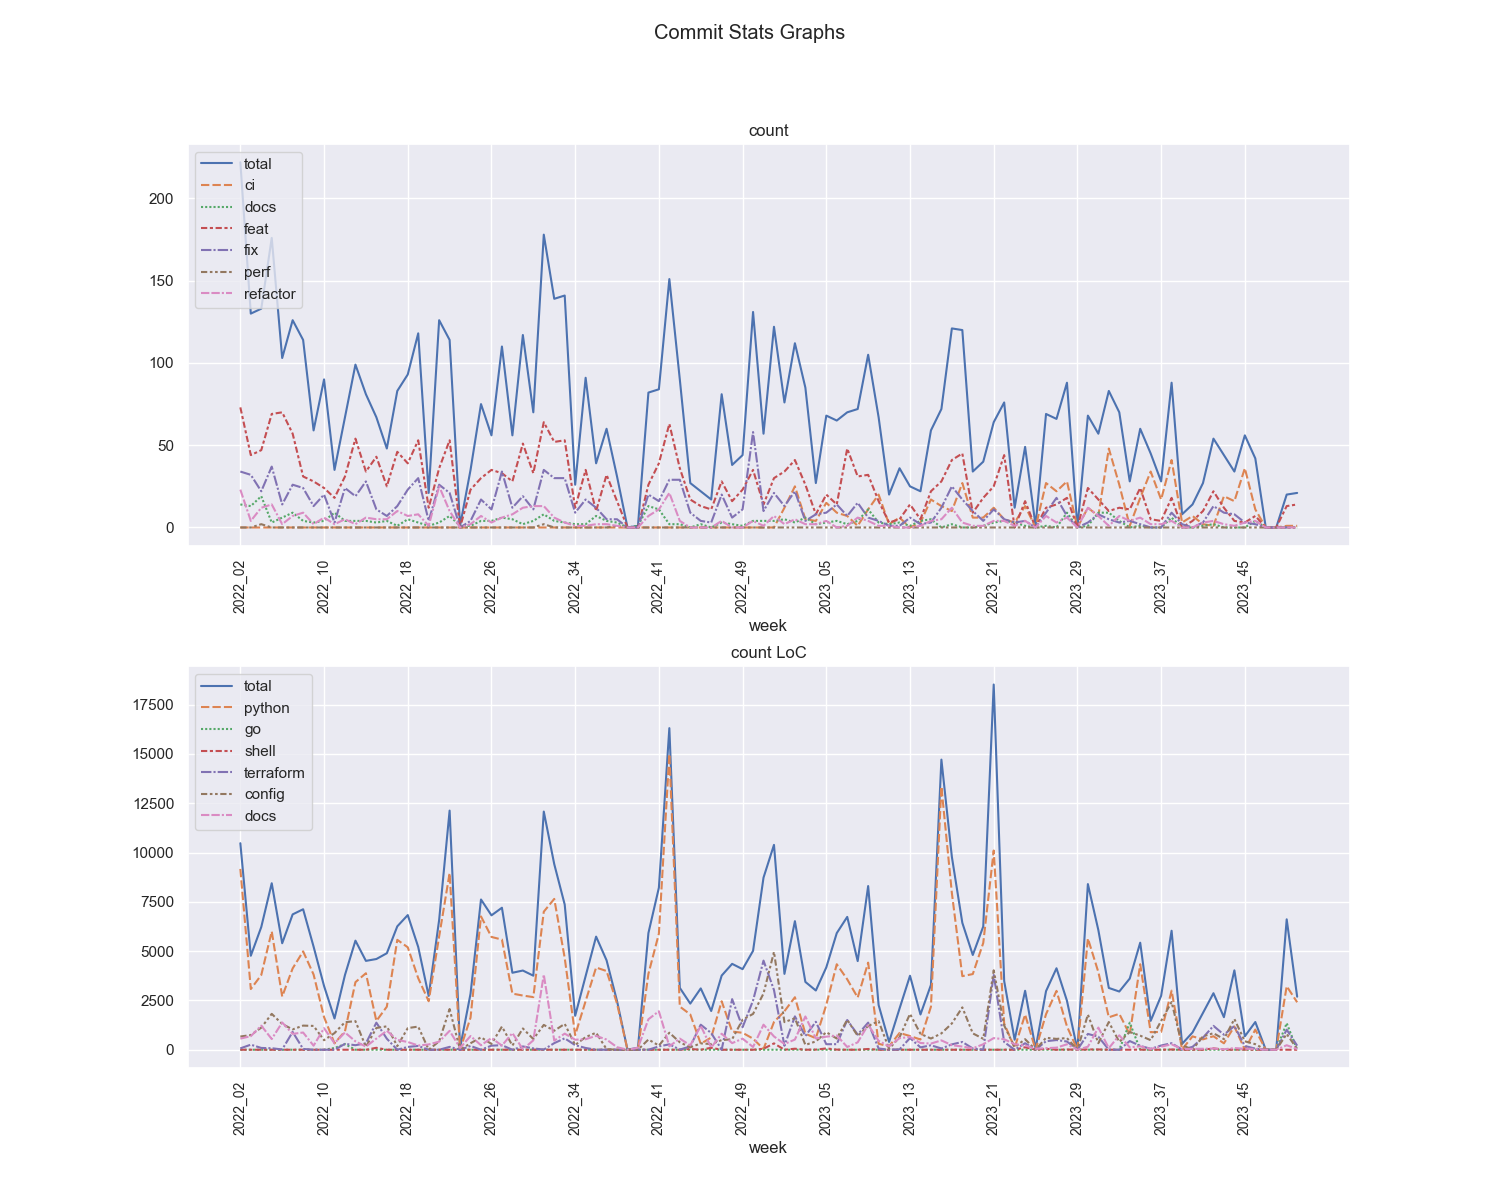 Commit Stats Graphs
count
total
ci
docs
feat
fix
perf
refactor
200
150
100
50
0
2022_02
2022_10
2022_18
2022_26
2022_34
2022_41
2022_49
2023_05
2023_13
2023_21
2023_29
2023_37
2023_45
week
count LoC
total
python
go
shell
terraform
config
docs
17500
15000
12500
10000
7500
5000
2500
0
2022_02
2022_10
2022_18
2022_26
2022_34
2022_41
2022_49
2023_05
2023_13
2023_21
2023_29
2023_37
2023_45
week